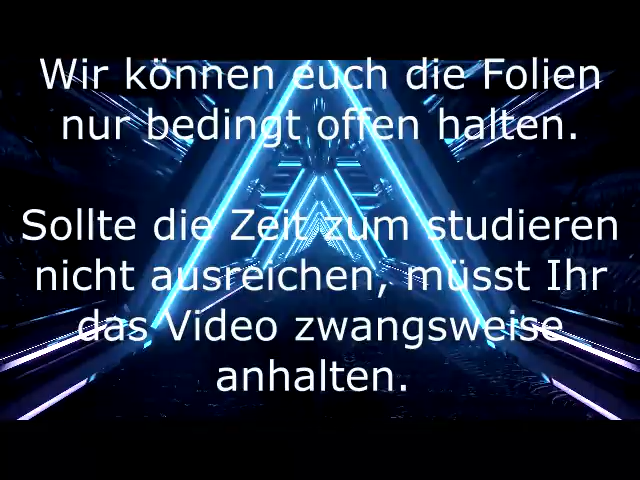 Wir können euch die Folien
nur bedingt offen halten.
Sollte die Zeit zum studieren
nicht ausreichen, müsst Ihr
das Video zwangsweise
anhalten.